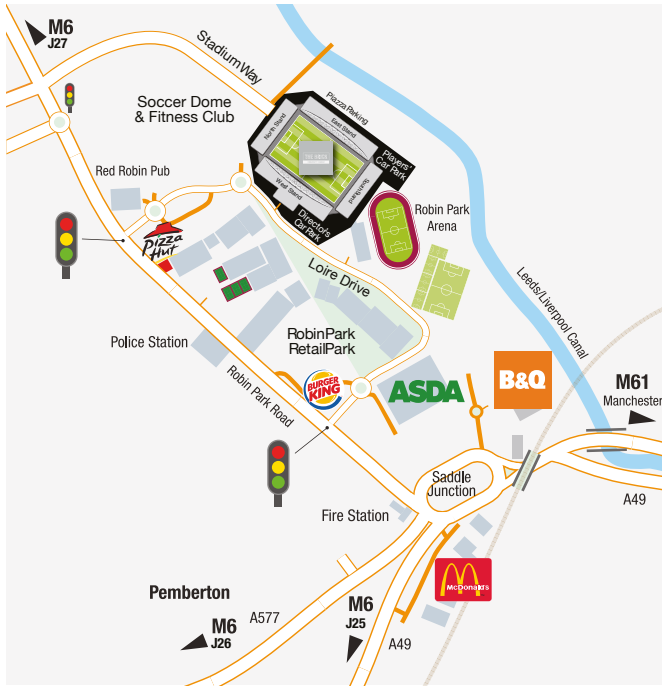 M6
J27
Stadium Way
Soccer Dome
& Fitness Club
Piazza Parking
North Stand
East Stand
West Stand
South Stand
Players'
Car Park
Director's
Car Park
Red Robin Pub
Pizza
Hut
Robin Park
Arena
Loire Drive
Leeds/Liverpool Canal
Police Station
RobinPark
RetailPark
Robin Park Road
BURGER
KING
ASDA
B&Q
M61
Manchester
Saddle
Junction
A49
Fire Station
McDonald's
Pemberton
A577
M6
J26
M6
J25
A49